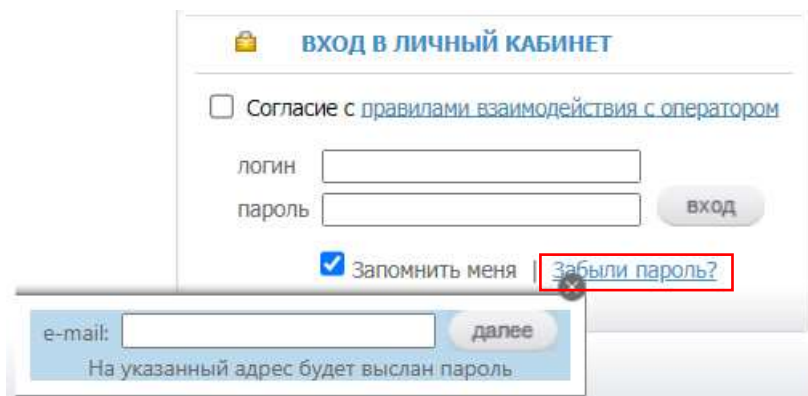 ВХОД В ЛИЧНЫЙ КАБИНЕТ
Согласие с правилами взаимодействия с оператором
логин
пароль
вход
Запомнить меня | Забыли пароль?
e-mail: далее
На указанный адрес будет выслан пароль